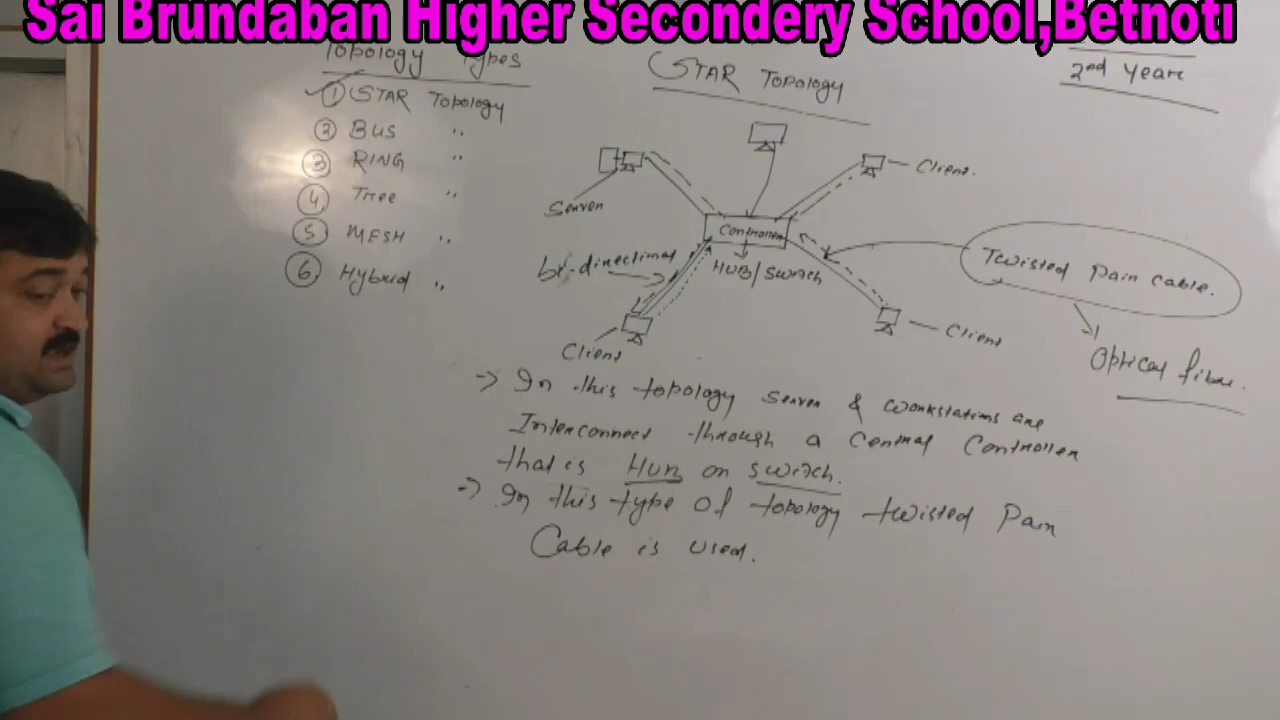 Sai Brundaban Higher Secondery School,Betnoti
Topology Types
① STAR Topology
② BUS "
③ RING "
④ Tree "
⑤ MESH "
⑥ Hybrid "
STAR Topology
2nd Year
Server
Client
Controller
HUB/Switch
bi-directional
Client
Client
Twisted Pair cable.
Optical fibre.
→ In this topology server & workstations are
Interconnect through a Central Controller
that is HUB or switch.
→ In this type of topology twisted Pair
Cable is used.